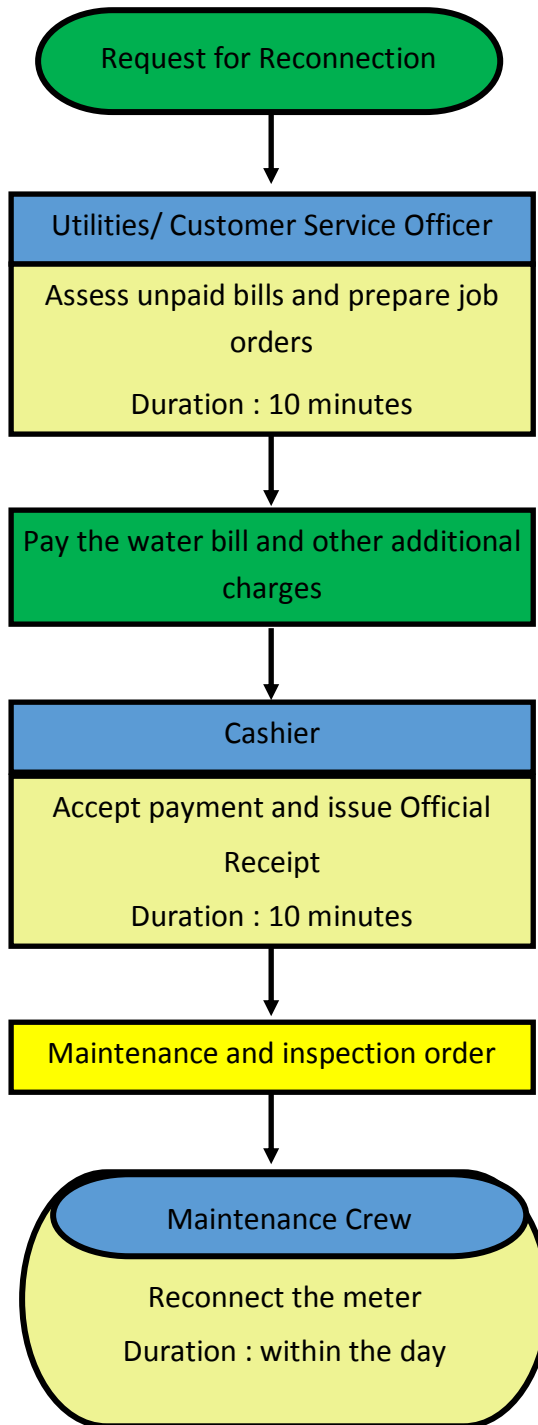 Request for Reconnection
Utilities/ Customer Service Officer
Assess unpaid bills and prepare job
orders
Duration : 10 minutes
Pay the water bill and other additional
charges
Cashier
Accept payment and issue Official
Receipt
Duration : 10 minutes
Maintenance and inspection order
Maintenance Crew
Reconnect the meter
Duration : within the day